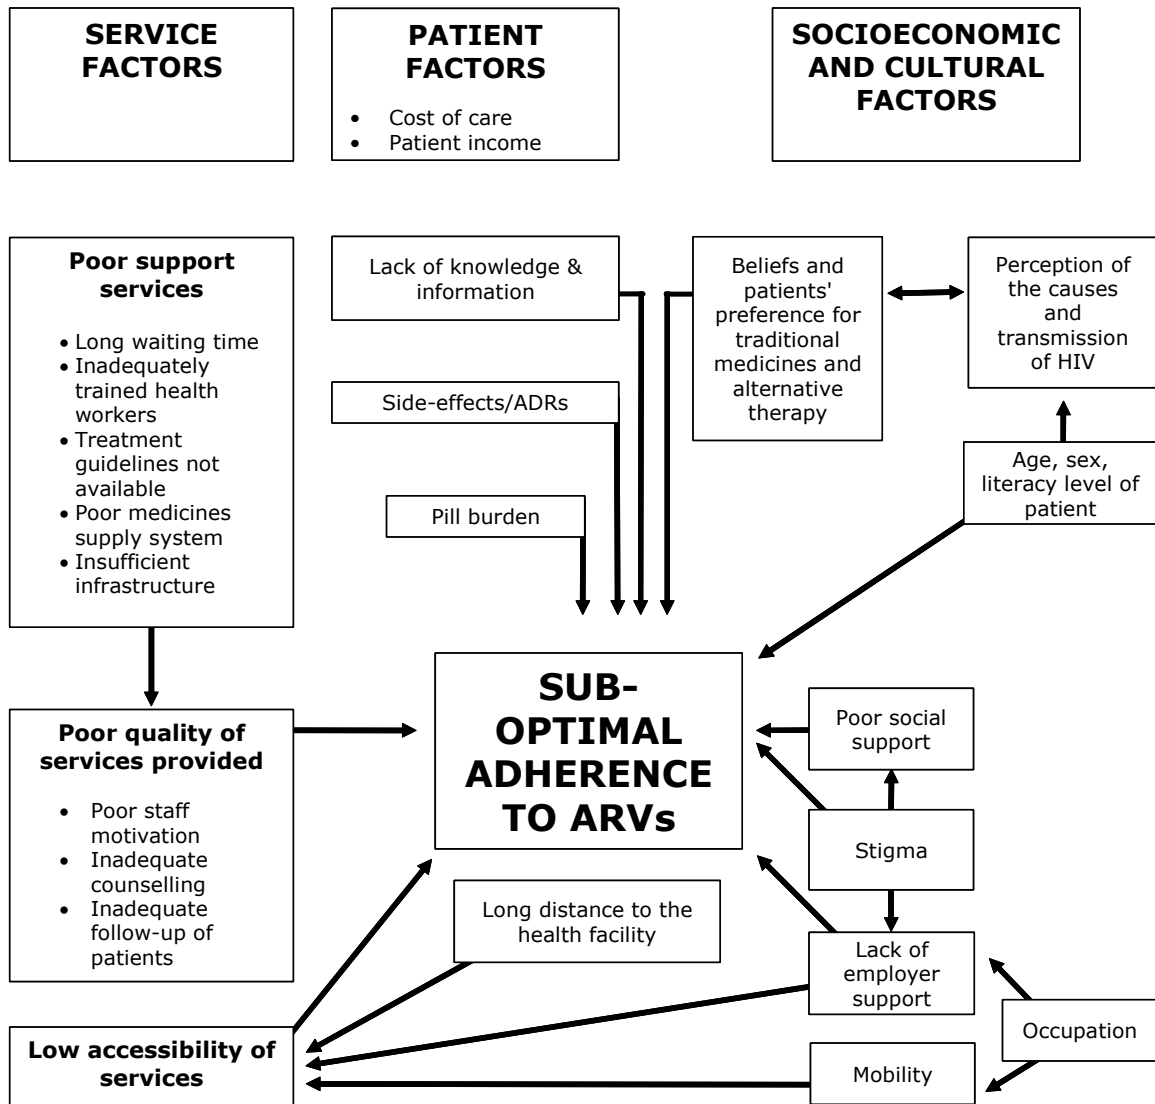 SERVICE
FACTORS
PATIENT
FACTORS
• Cost of care
• Patient income
SOCIOECONOMIC
AND CULTURAL
FACTORS
Poor support
services
• Long waiting time
• Inadequately
trained health
workers
• Treatment
guidelines not
available
• Poor medicines
supply system
• Insufficient
infrastructure
Lack of knowledge &
information
Side-effects/ADRs
Pill burden
Beliefs and
patients'
preference for
traditional
medicines and
alternative
therapy
Perception of
the causes
and
transmission
of HIV
Age, sex,
literacy level of
patient
Poor quality of
services provided
• Poor staff
motivation
• Inadequate
counselling
• Inadequate
follow-up of
patients
SUB-
OPTIMAL
ADHERENCE
TO ARVs
Poor social
support
Stigma
Long distance to the
health facility
Lack of
employer
support
Occupation
Low accessibility of
services
Mobility